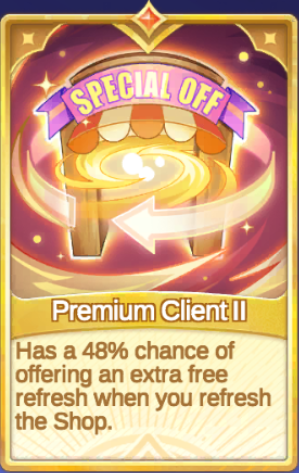 SPECIAL OFF
Premium Client II
Has a 48% chance of
offering an extra free
refresh when you refresh
the Shop.